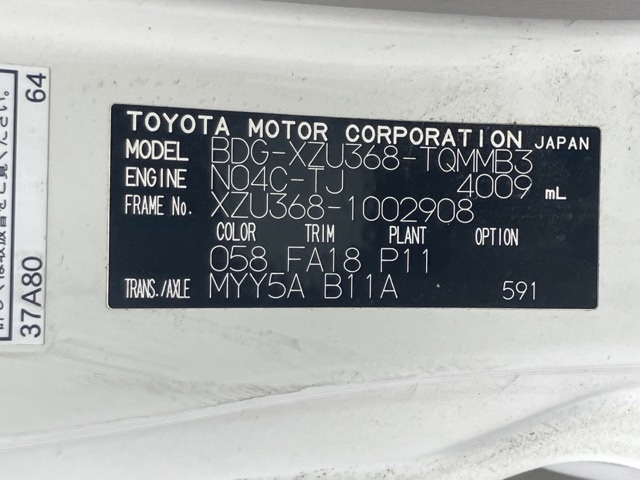 TOYOTA MOTOR CORPORATION JAPAN
MODEL BDG-XZU368-TQMMB3
ENGINE N04C-TJ 4009 mL
FRAME No. XZU368-1002908
COLOR TRIM PLANT OPTION
058 FA18 P11
TRANS./AXLE MYY5A B11A 591
37A80
64